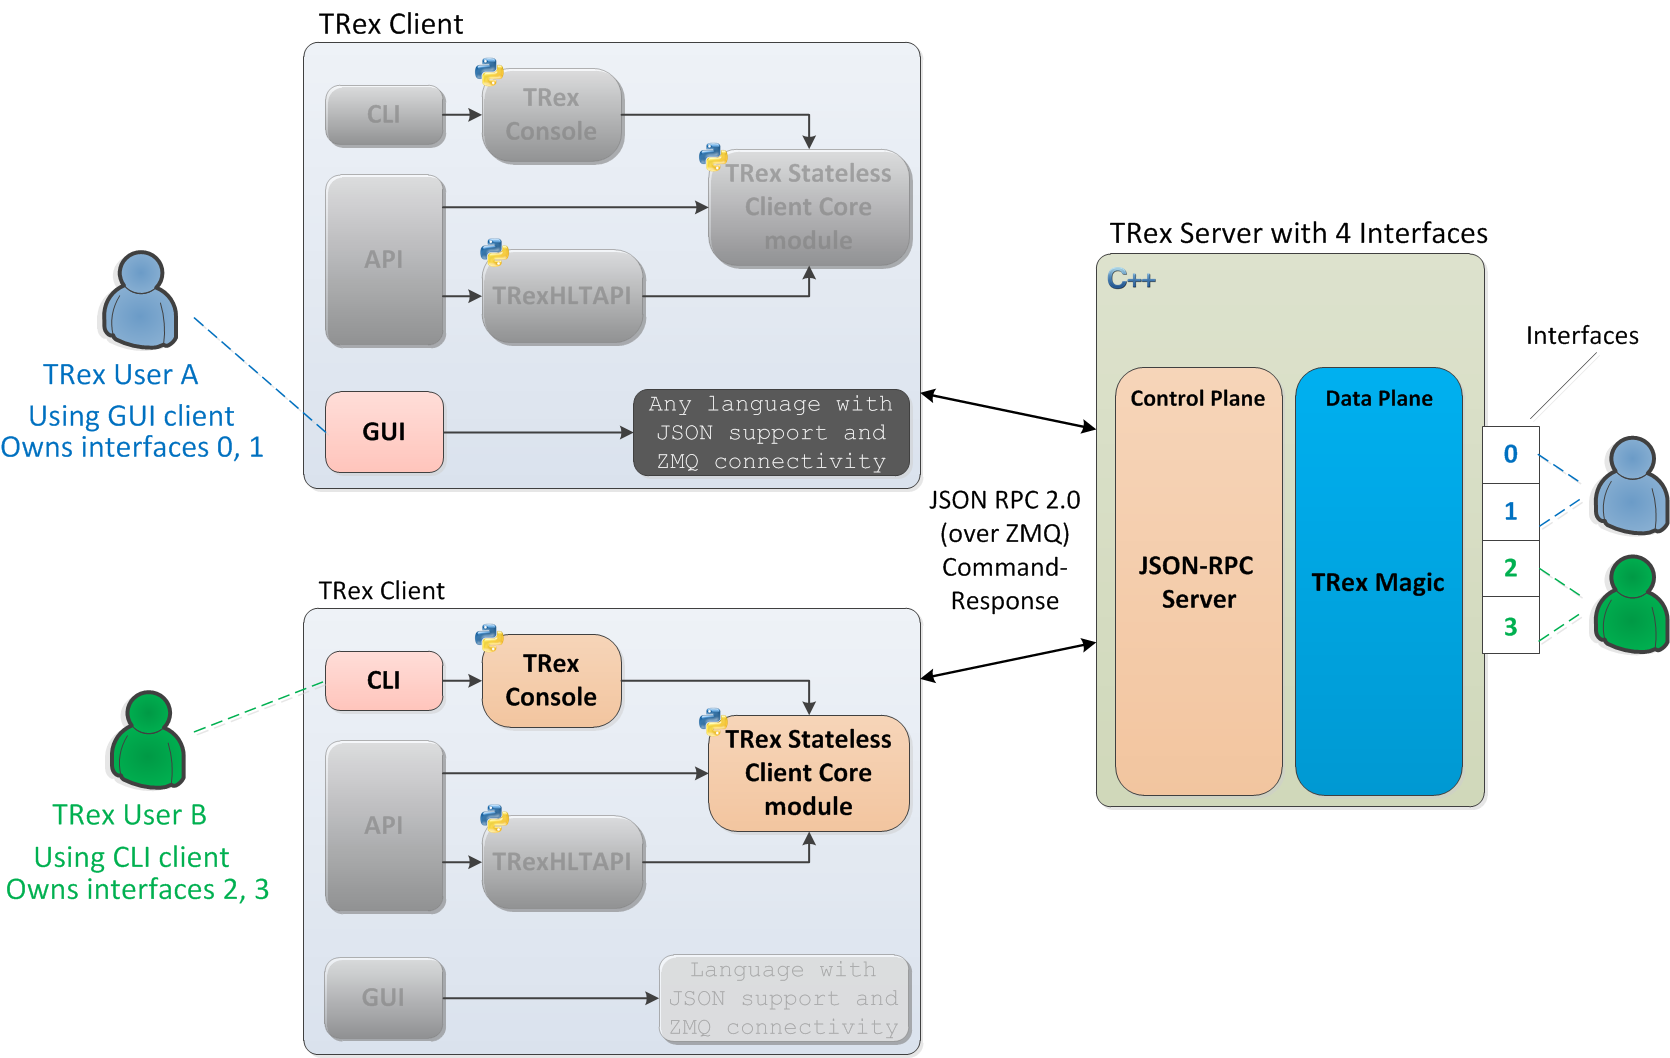 TRex Client
CLI
TRex
Console
TRex Stateless
Client Core
module
API
TRexHLTAPI
GUI
Any language with
JSON support and
ZMQ connectivity
TRex User A
Using GUI client
Owns interfaces 0, 1
TRex Client
CLI
TRex
Console
TRex Stateless
Client Core
module
API
TRexHLTAPI
GUI
Language with
JSON support and
ZMQ connectivity
TRex User B
Using CLI client
Owns interfaces 2, 3
JSON RPC 2.0
(over ZMQ)
Command-
Response
TRex Server with 4 Interfaces
C++
Control Plane
JSON-RPC
Server
Data Plane
TRex Magic
Interfaces
0
1
2
3